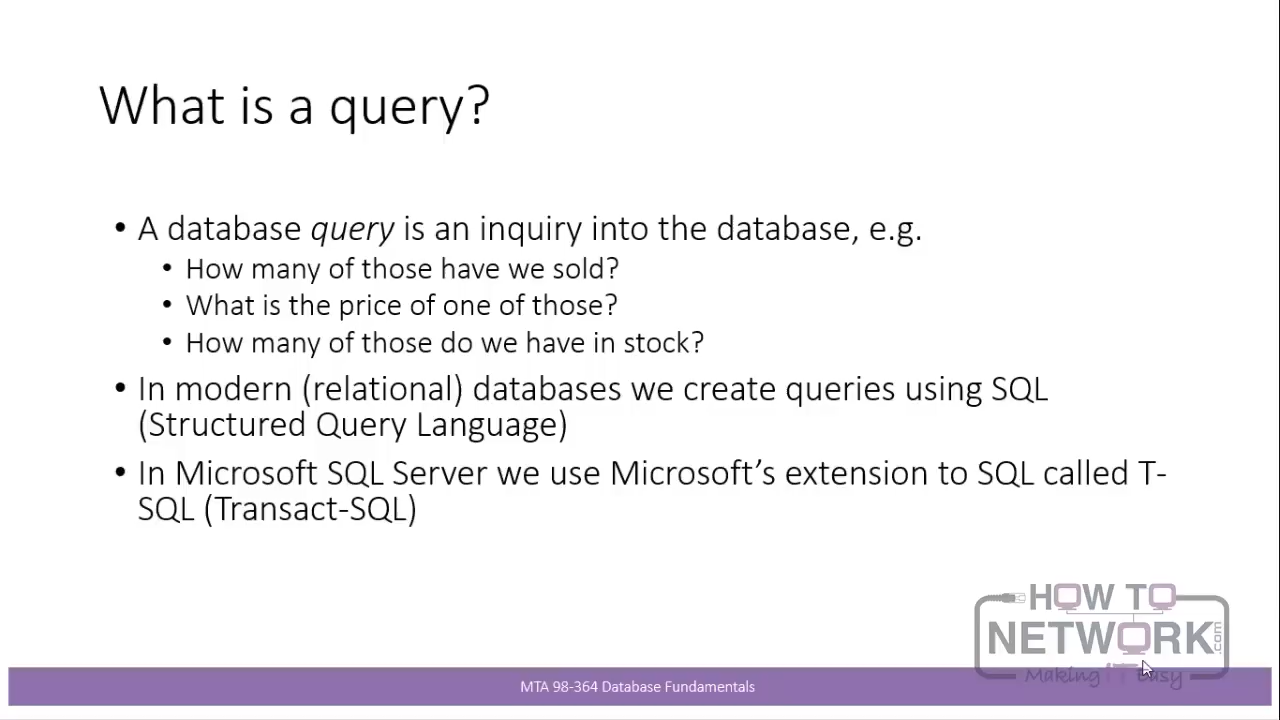 What is a query?
• A database query is an inquiry into the database, e.g.
• How many of those have we sold?
• What is the price of one of those?
• How many of those do we have in stock?
• In modern (relational) databases we create queries using SQL
(Structured Query Language)
• In Microsoft SQL Server we use Microsoft’s extension to SQL called T-
SQL (Transact-SQL)
HOW TO
NETWORK.com
Making IT Easy
MTA 98-364 Database Fundamentals